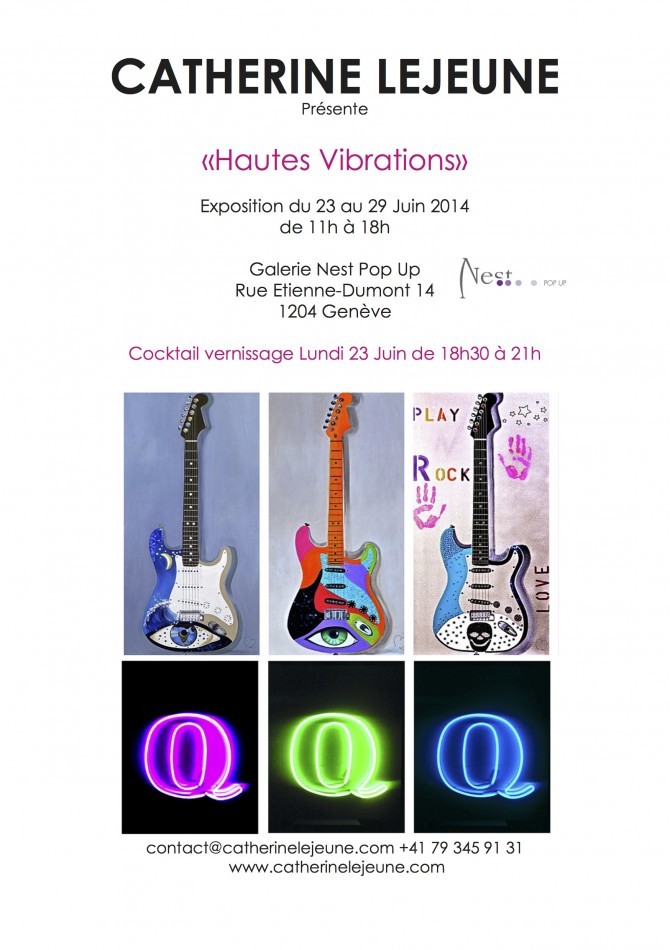 CATHERINE LEJEUNE
Présente
«Hautes Vibrations»
Exposition du 23 au 29 Juin 2014
de 11h à 18h
Galerie Nest Pop Up
Rue Etienne-Dumont 14
1204 Genève
Nest
POP UP
Cocktail vernissage Lundi 23 Juin de 18h30 à 21h
PLAY
ROCK
LOVE
Q
Q
Q
contact@catherinelejeune.com +41 79 345 91 31
www.catherinelejeune.com